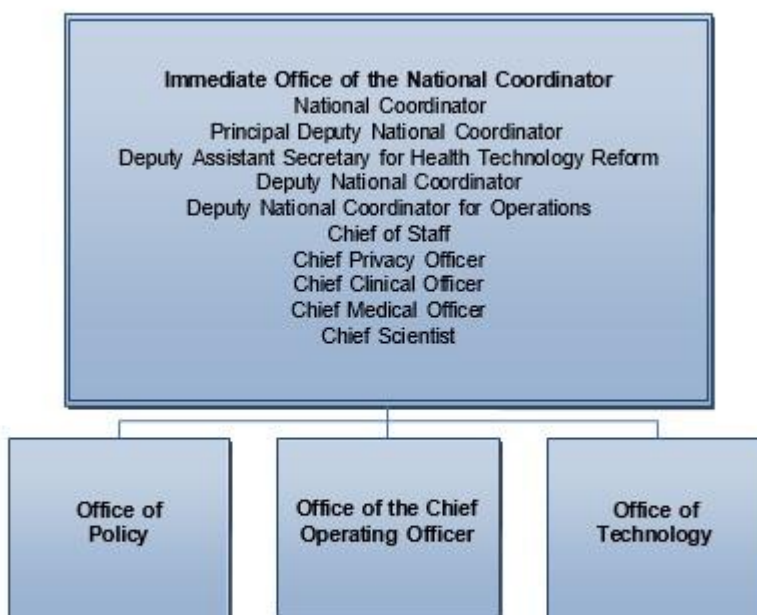 Immediate Office of the National Coordinator
National Coordinator
Principal Deputy National Coordinator
Deputy Assistant Secretary for Health Technology Reform
Deputy National Coordinator
Deputy National Coordinator for Operations
Chief of Staff
Chief Privacy Officer
Chief Clinical Officer
Chief Medical Officer
Chief Scientist
Office of
Policy
Office of the Chief
Operating Officer
Office of
Technology